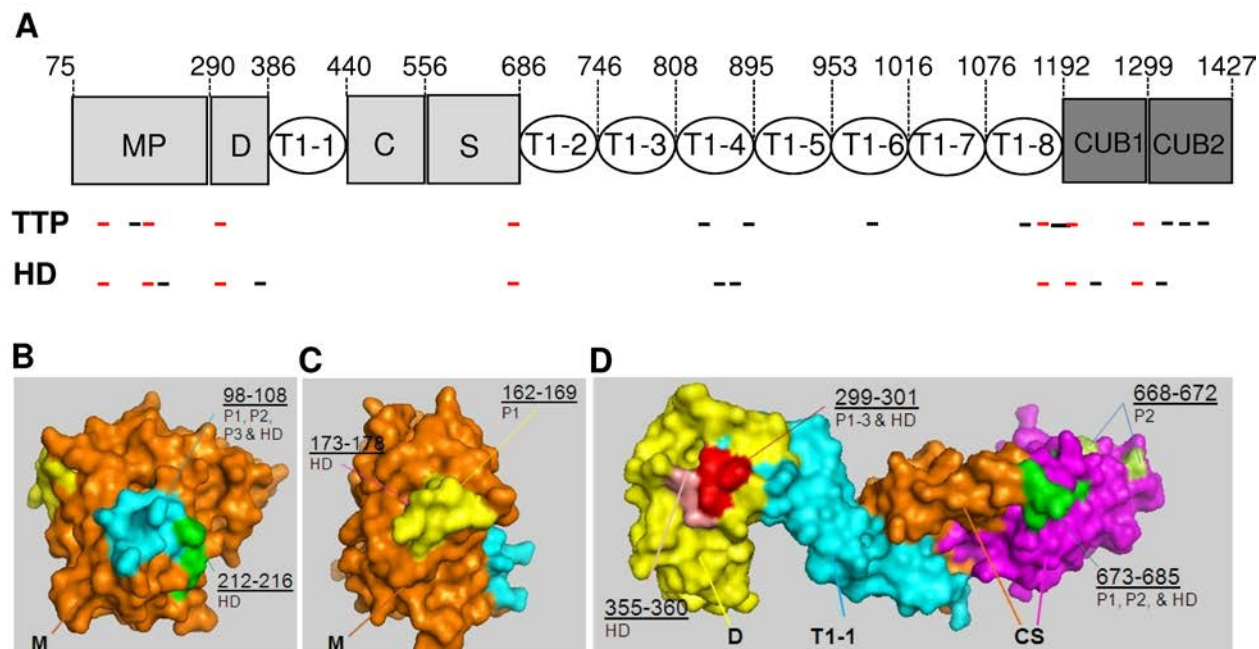 A
75 290 386 440 556 686 746 808 895 953 1016 1076 1192 1299 1427
MP D T1-1 C S T1-2 T1-3 T1-4 T1-5 T1-6 T1-7 T1-8 CUB1 CUB2
TTP
HD
B
98-108
P1, P2,
P3 & HD
212-216
HD
M
C
162-169
P1
173-178
HD
M
D
299-301
P1-3 & HD
668-672
P2
673-685
P1, P2, & HD
355-360
HD
D T1-1 CS